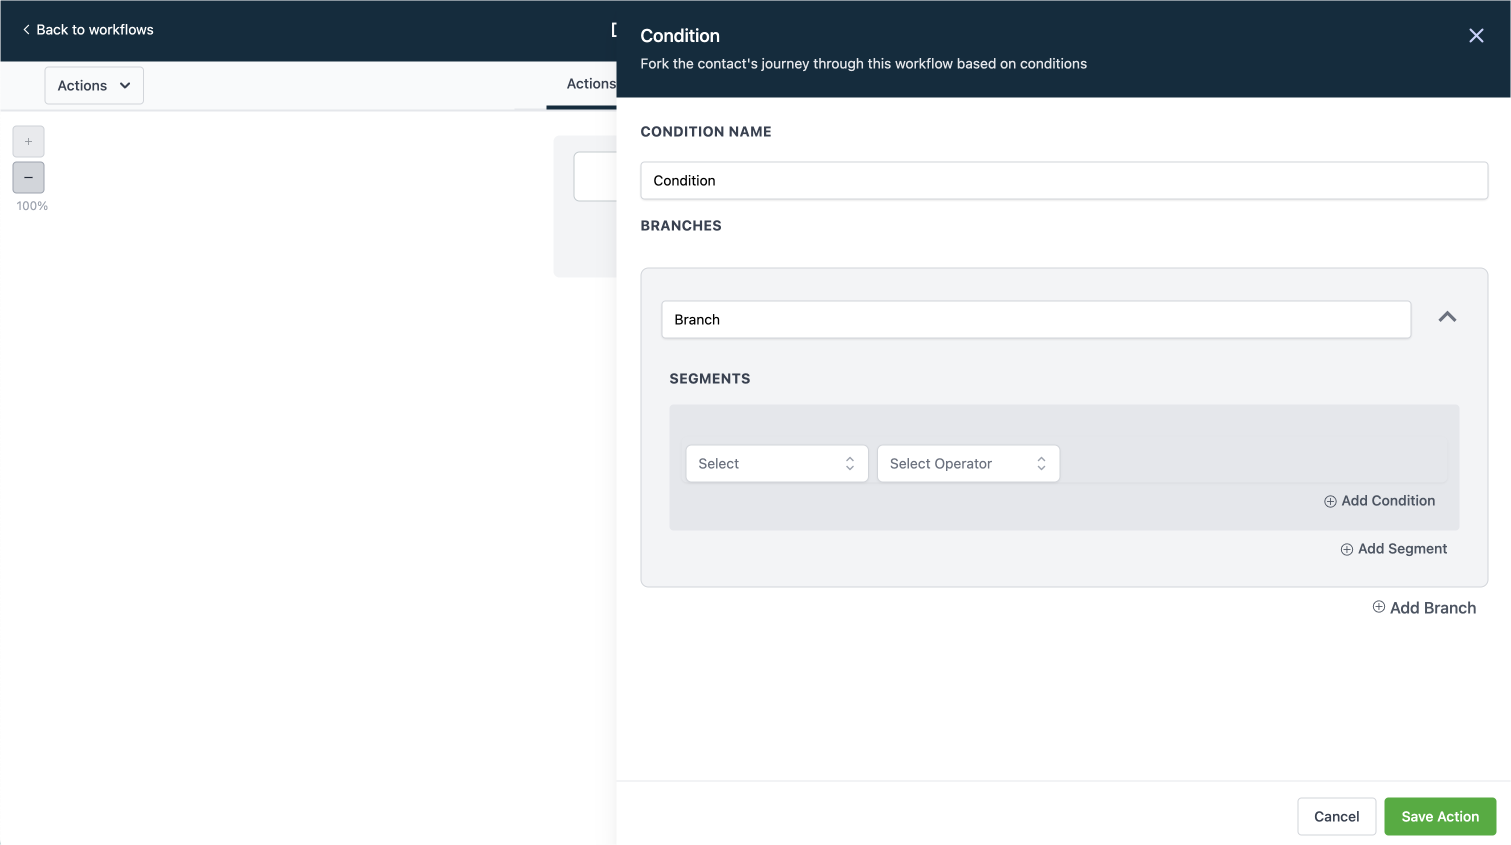 Back to workflows
Condition
Fork the contact's journey through this workflow based on conditions
Actions
Actions
+
−
100%
CONDITION NAME
Condition
BRANCHES
Branch
SEGMENTS
Select
Select Operator
Add Condition
Add Segment
Add Branch
Cancel
Save Action